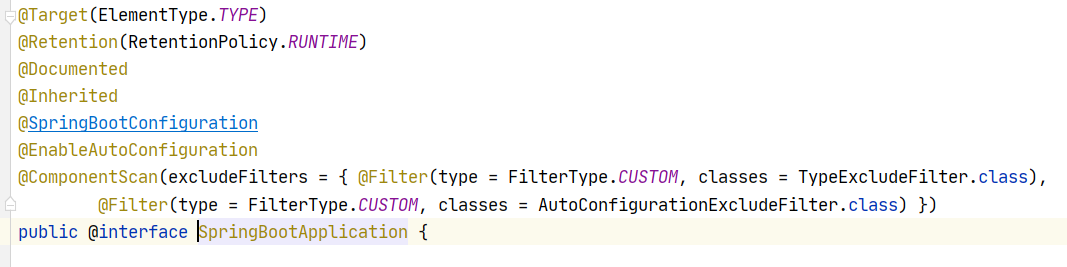 @Target(ElementType.TYPE)
@Retention(RetentionPolicy.RUNTIME)
@Documented
@Inherited
@SpringBootConfiguration
@EnableAutoConfiguration
@ComponentScan(excludeFilters = { @Filter(type = FilterType.CUSTOM, classes = TypeExcludeFilter.class),
        @Filter(type = FilterType.CUSTOM, classes = AutoConfigurationExcludeFilter.class) })
public @interface SpringBootApplication {